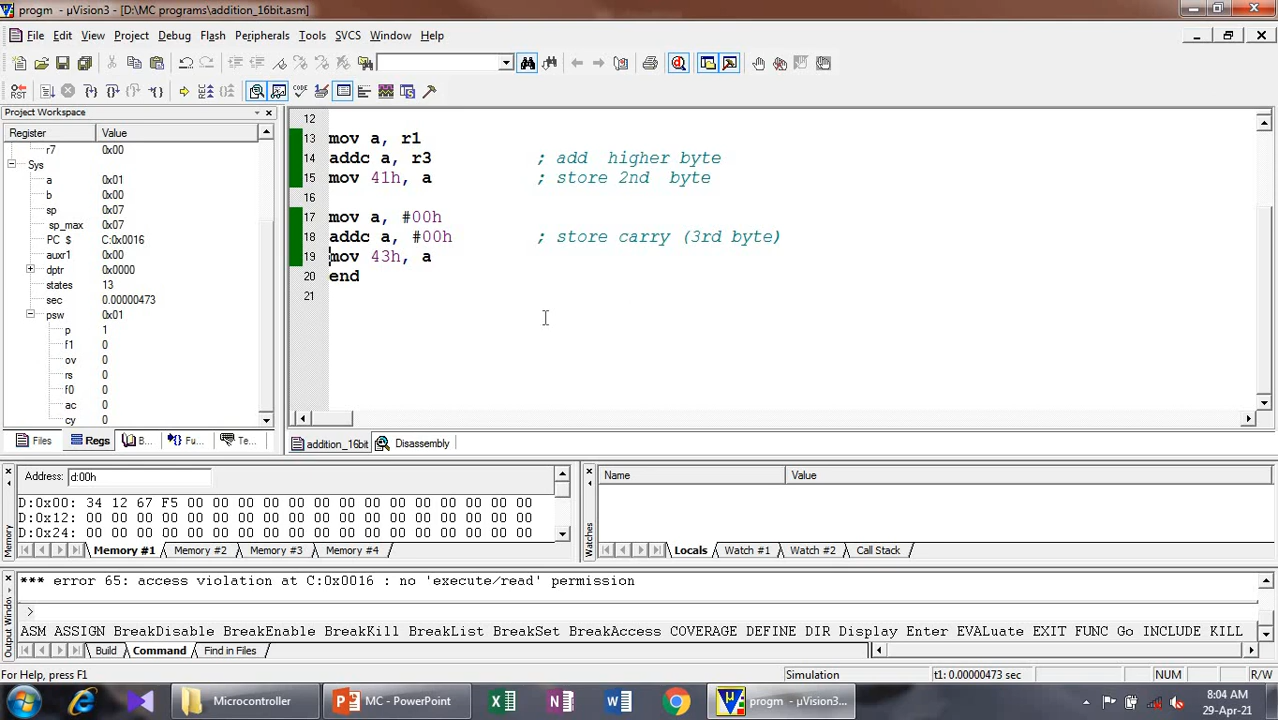 progm - µVision3 - [D:\MC programs\addition_16bit.asm]
File Edit View Project Debug Flash Peripherals Tools SVCS Window Help
RST CODE
Project Workspace
Register Value
r7 0x00
Sys
a 0x01
b 0x00
sp 0x07
sp_max 0x07
PC $ C:0x0016
auxr1 0x00
dptr 0x0000
states 13
sec 0.00000473
psw 0x01
p 1
f1 0
ov 0
rs 0
f0 0
ac 0
cy 0
Files Regs B... Fu... Te...
12
13 mov a, r1
14 addc a, r3 ; add higher byte
15 mov 41h, a ; store 2nd byte
16
17 mov a, #00h
18 addc a, #00h ; store carry (3rd byte)
19 mov 43h, a
20 end
21
addition_16bit Disassembly
Address: d:00h
D:0x00: 34 12 67 F5 00 00 00 00 00 00 00 00 00 00 00 00 00 00
D:0x12: 00 00 00 00 00 00 00 00 00 00 00 00 00 00 00 00 00 00
D:0x24: 00 00 00 00 00 00 00 00 00 00 00 00 00 00 00 00 00 00
Memory #1 Memory #2 Memory #3 Memory #4
Memory
Name Value
Locals Watch #1 Watch #2 Call Stack
Watches
*** error 65: access violation at C:0x0016 : no 'execute/read' permission
>
ASM ASSIGN BreakDisable BreakEnable BreakKill BreakList BreakSet BreakAccess COVERAGE DEFINE DIR Display Enter EVALuate EXIT FUNC Go INCLUDE KILL
Build Command Find in Files
Output Windo
For Help, press F1 Simulation t1: 0.00000473 sec NUM R/W
Microcontroller MC - PowerPoint progm - µVision3... 8:04 AM
29-Apr-21